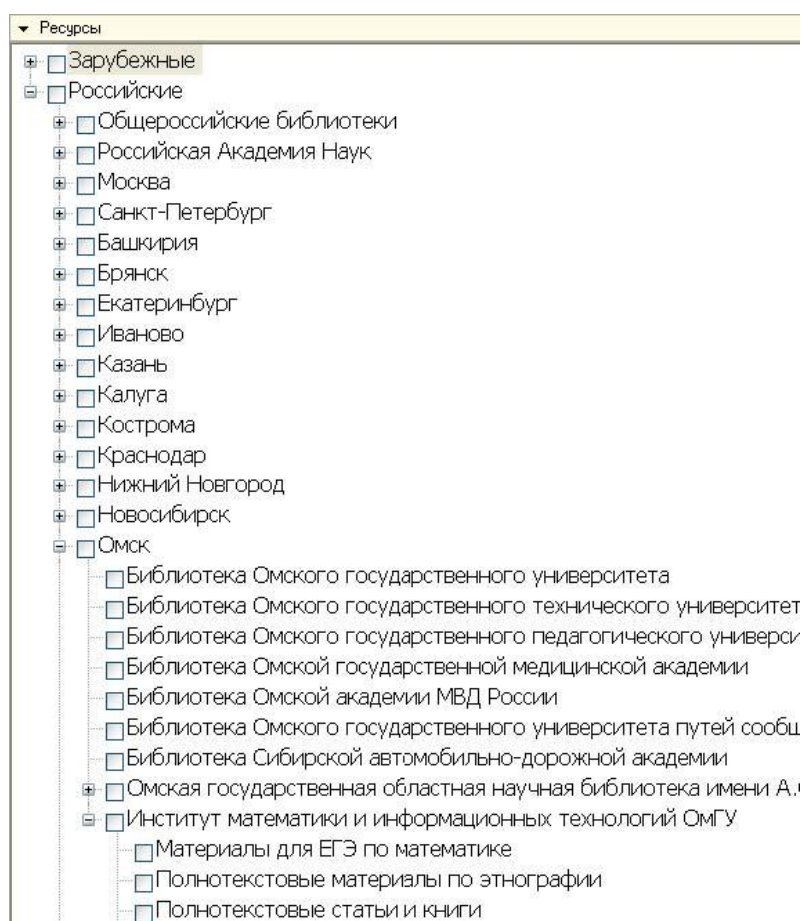 Ресурсы
Зарубежные
Российские
Общероссийские библиотеки
Российская Академия Наук
Москва
Санкт-Петербург
Башкирия
Брянск
Екатеринбург
Иваново
Казань
Калуга
Кострома
Краснодар
Нижний Новгород
Новосибирск
Омск
Библиотека Омского государственного университета
Библиотека Омского государственного технического университет
Библиотека Омского государственного педагогического универси
Библиотека Омской государственной медицинской академии
Библиотека Омской академии МВД России
Библиотека Омского государственного университета путей сообщ
Библиотека Сибирской автомобильно-дорожной академии
Омская государственная областная научная библиотека имени А.
Институт математики и информационных технологий ОмГУ
Материалы для ЕГЭ по математике
Полнотекстовые материалы по этнографии
Полнотекстовые статьи и книги